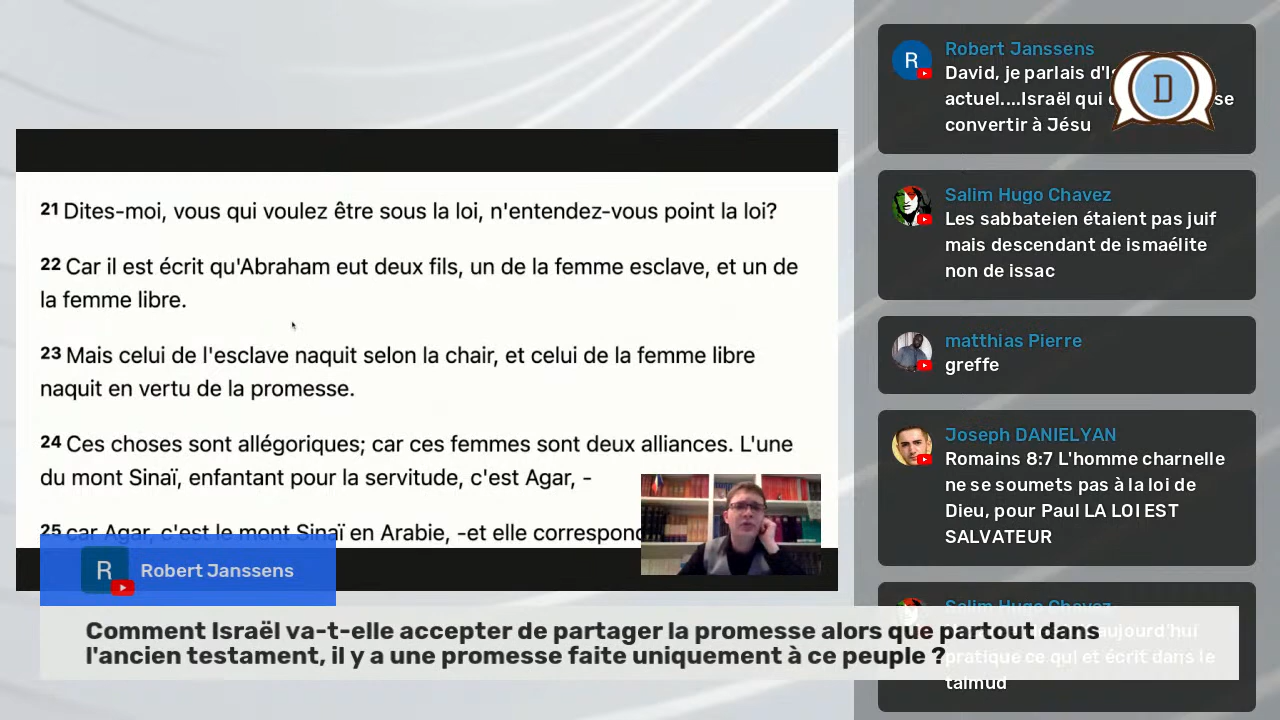 21 Dites-moi, vous qui voulez être sous la loi, n'entendez-vous point la loi?
22 Car il est écrit qu'Abraham eut deux fils, un de la femme esclave, et un de
la femme libre.
23 Mais celui de l'esclave naquit selon la chair, et celui de la femme libre
naquit en vertu de la promesse.
24 Ces choses sont allégoriques; car ces femmes sont deux alliances. L'une
du mont Sinaï, enfantant pour la servitude, c'est Agar, -
25 car Agar, c'est le mont Sinaï en Arabie, -et elle correspond
R
Robert Janssens
Comment Israël va-t-elle accepter de partager la promesse alors que partout dans
l'ancien testament, il y a une promesse faite uniquement à ce peuple ?
R
Robert Janssens
David, je parlais
actuel....Israël qui se
convertir à Jésu
D
Salim Hugo Chavez
Les sabbateien étaient pas juif
mais descendant de ismaélite
non de issac
matthias Pierre
greffe
Joseph DANIELYAN
Romains 8:7 L'homme charnelle
ne se soumets pas à la loi de
Dieu, pour Paul LA LOI EST
SALVATEUR
Salim Hugo Chavez
aujourd'hui
pratique ce qui et écrit dans le
talmud